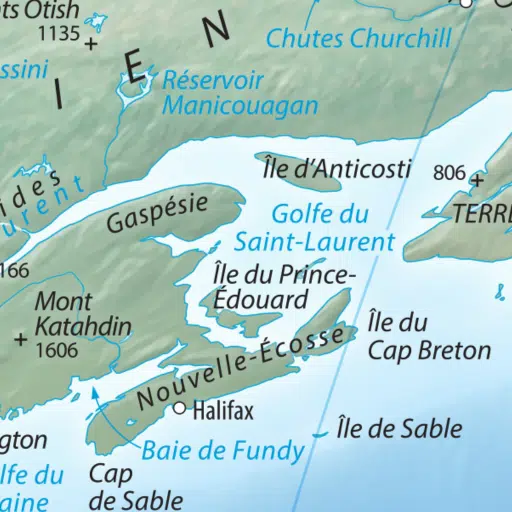 ts Otish
1135
I E N
Chutes Churchill
ssini
Réservoir
Manicouagan
ides
urent
Île d'Anticosti
806
Gaspésie
Golfe du
Saint-Laurent
TERRE
166
Île du Prince-
Édouard
Mont
Katahdin
1606
Île du
Cap Breton
Nouvelle-Écosse
Halifax
Île de Sable
gton
Baie de Fundy
lfe du
aine
Cap
de Sable